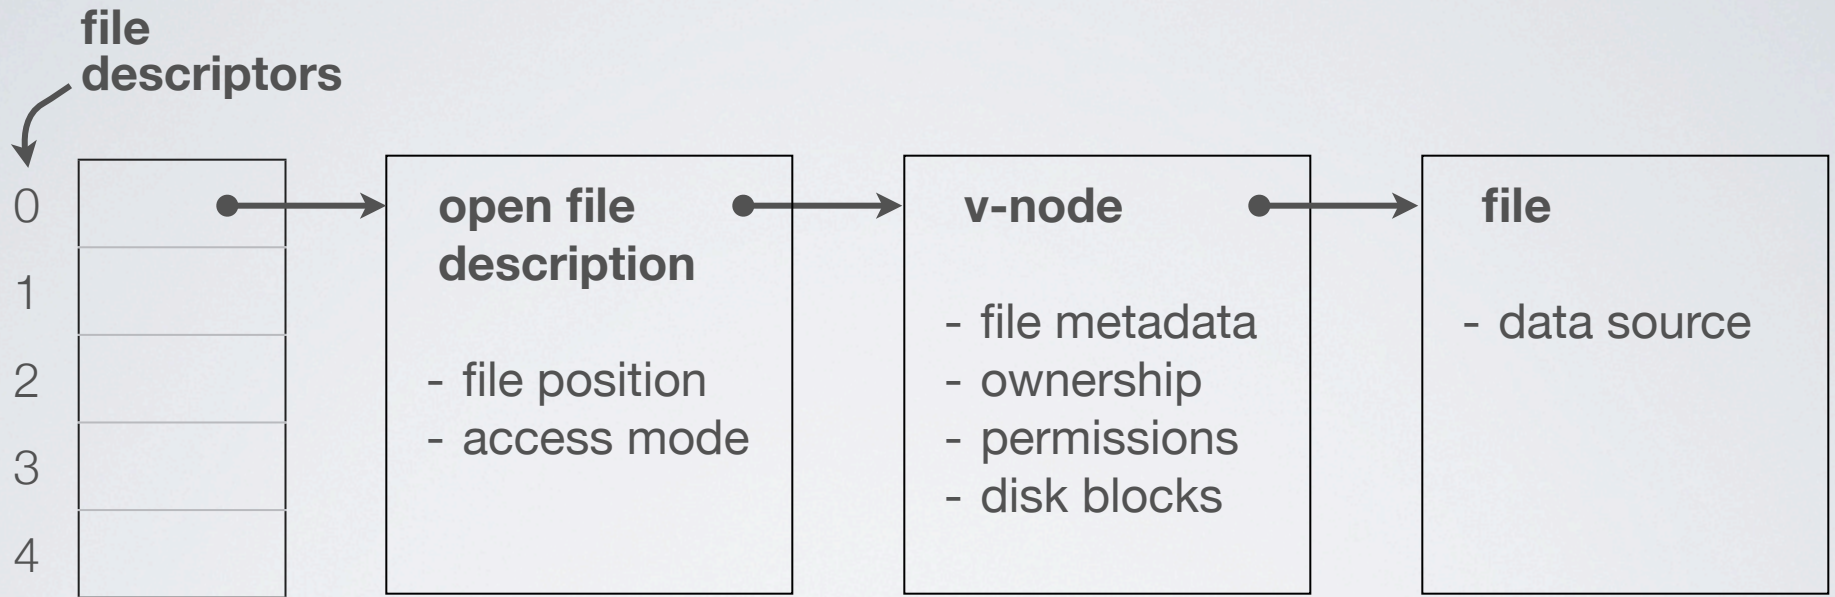 file
descriptors
0
1
2
3
4
open file
description
- file position
- access mode
v-node
- file metadata
- ownership
- permissions
- disk blocks
file
- data source